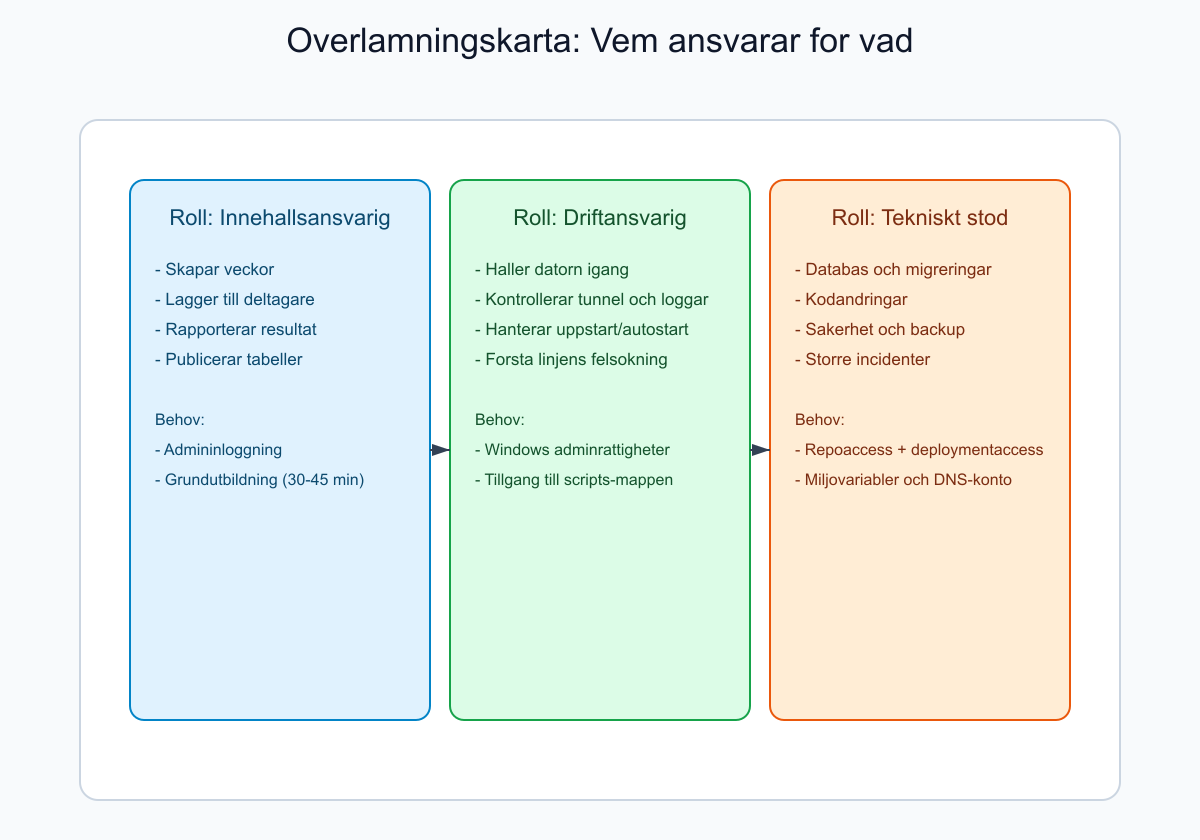 Overlamningskarta: Vem ansvarar for vad
Roll: Innehallsansvarig
- Skapar veckor
- Lagger till deltagare
- Rapporterar resultat
- Publicerar tabeller
Behov:
- Admininloggning
- Grundutbildning (30-45 min)
Roll: Driftansvarig
- Haller datorn igang
- Kontrollerar tunnel och loggar
- Hanterar uppstart/autostart
- Forsta linjens felsokning
Behov:
- Windows adminrattigheter
- Tillgang till scripts-mappen
Roll: Tekniskt stod
- Databas och migreringar
- Kodandringar
- Sakerhet och backup
- Storre incidenter
Behov:
- Repoaccess + deploymentaccess
- Miljovariabler och DNS-konto